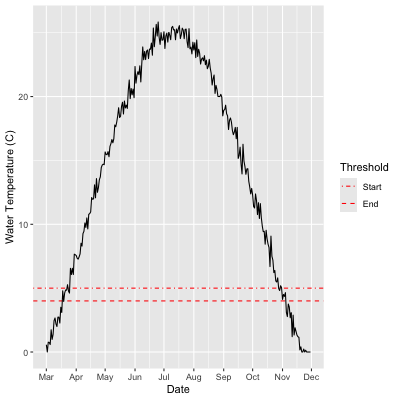 Water Temperature (C)
20
10
0
Mar Apr May Jun Jul Aug Sep Oct Nov Dec
Date
Threshold
Start
End